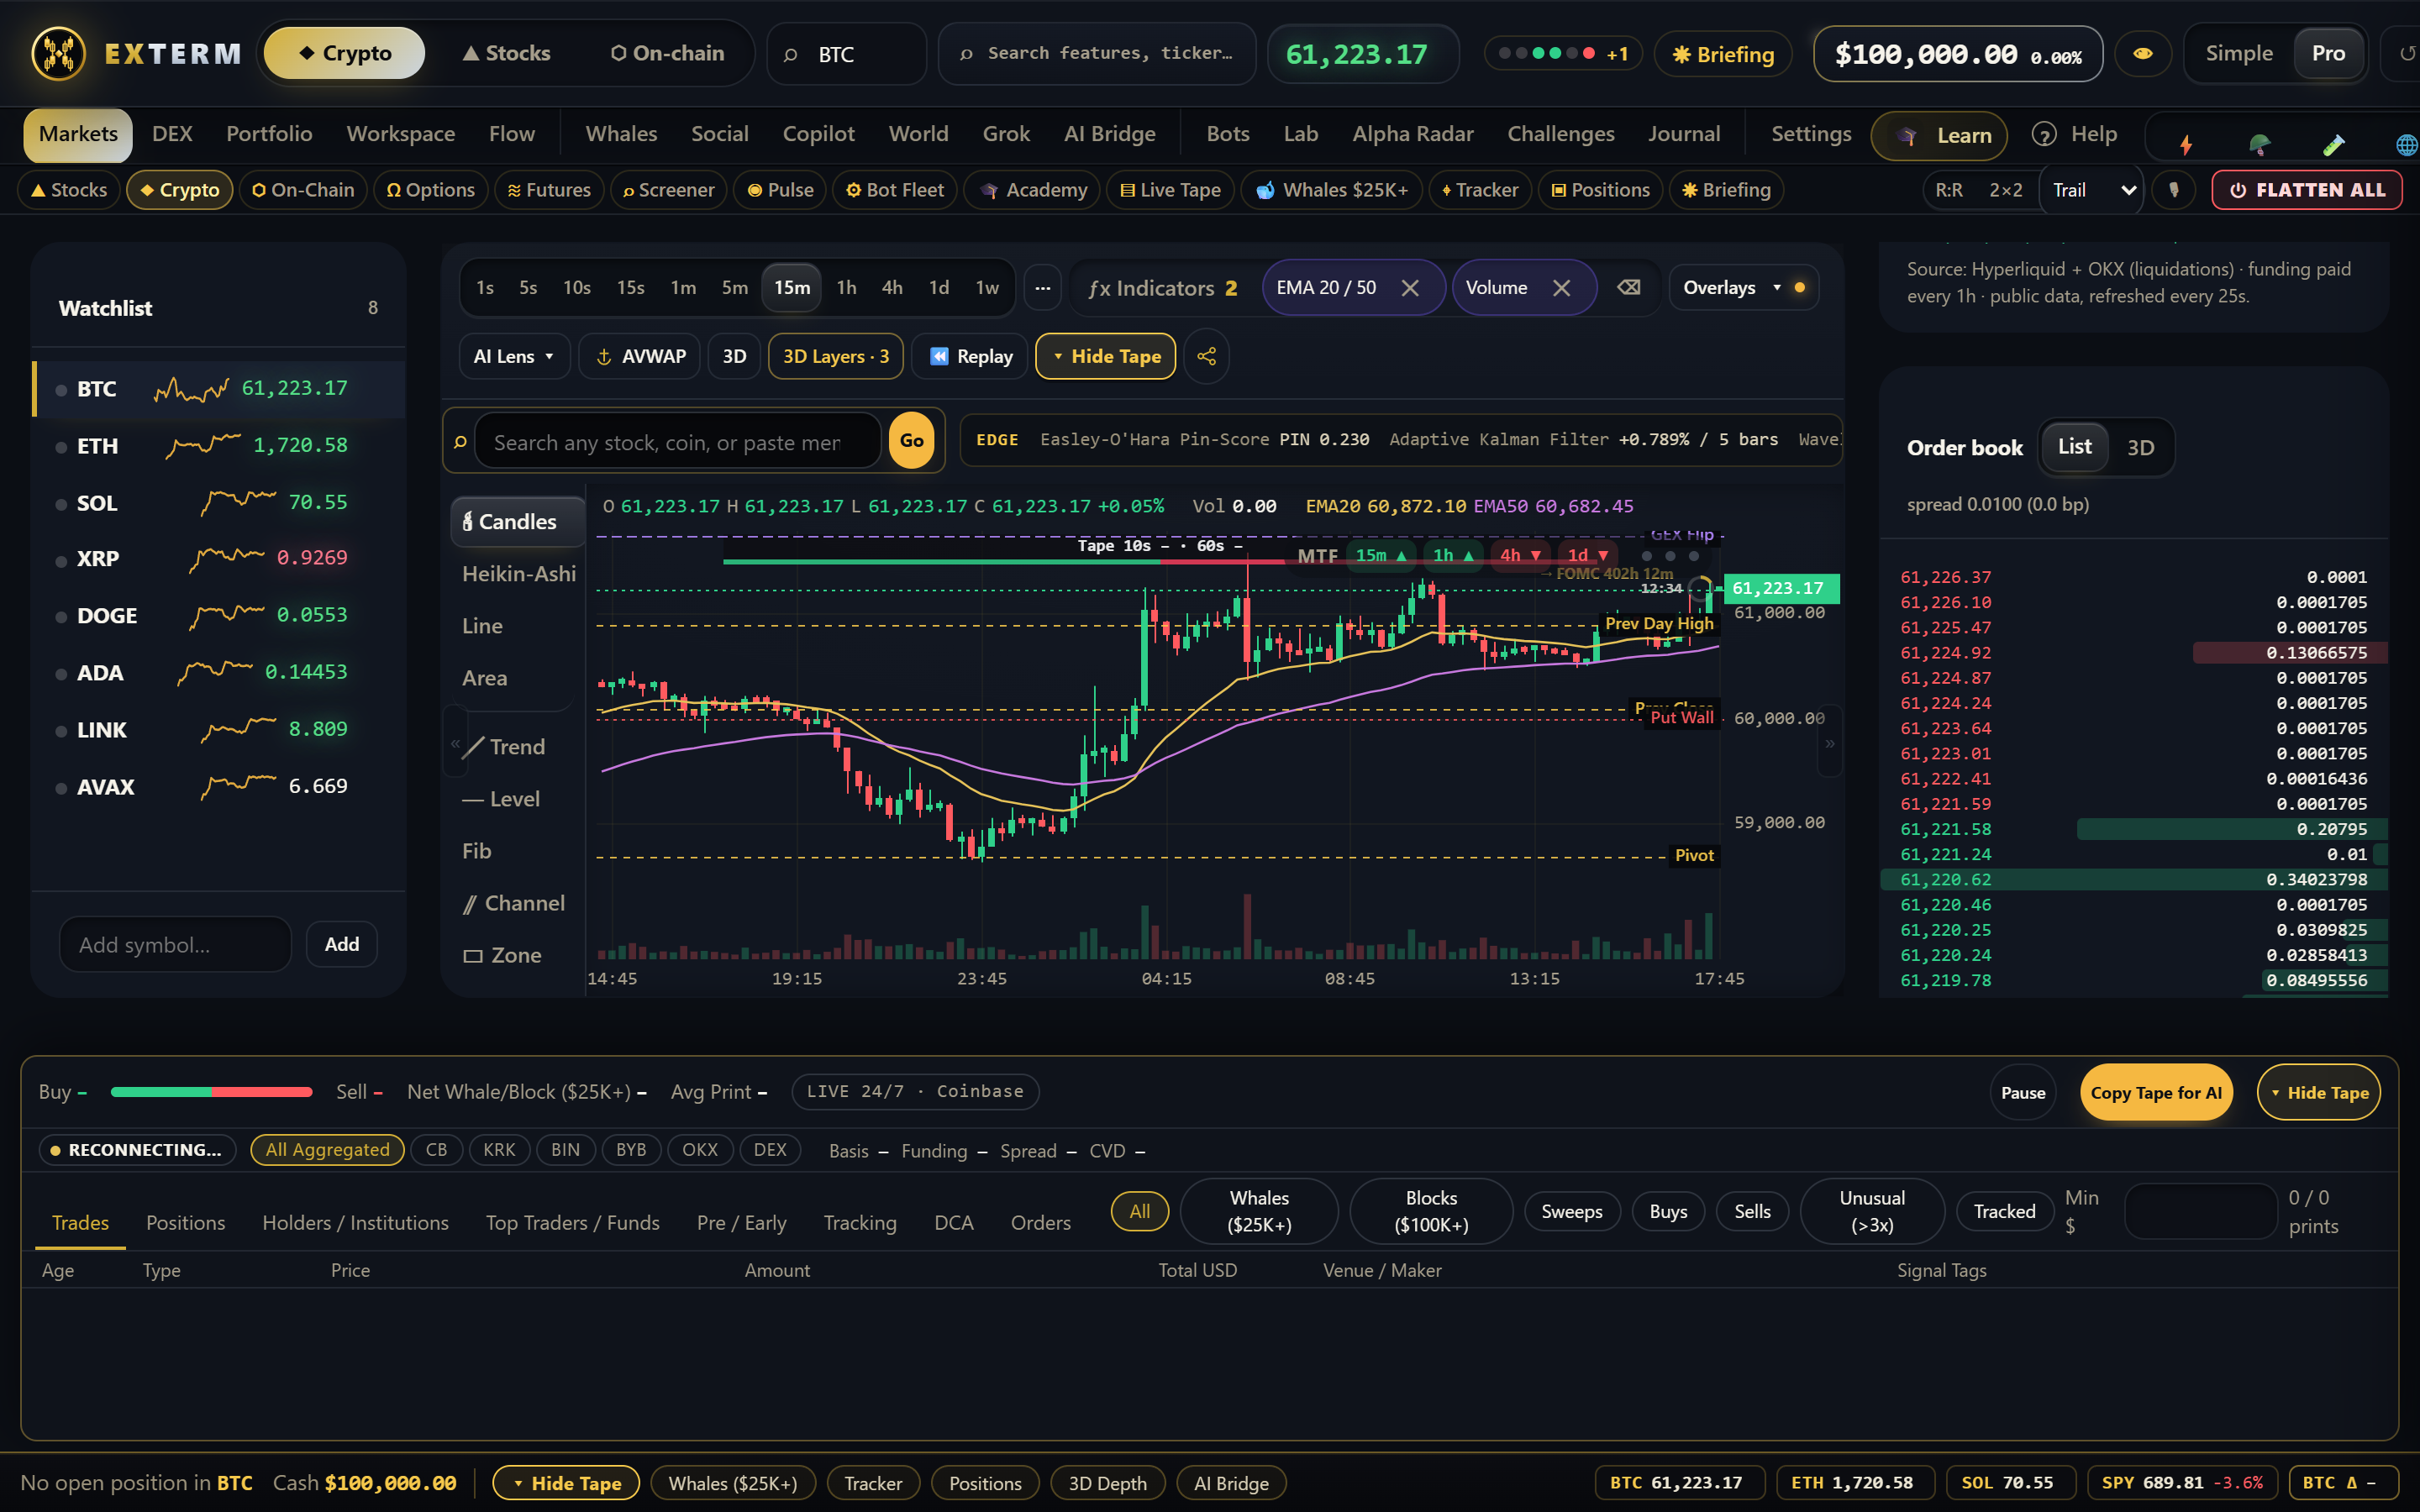 EXTERM
Crypto Stocks On-chain BTC Search features, ticker... 61,223.17 +1 Briefing $100,000.00 0.00% Simple Pro
Markets DEX Portfolio Workspace Flow Whales Social Copilot World Grok AI Bridge Bots Lab Alpha Radar Challenges Journal Settings Learn ? Help
Stocks Crypto On-Chain Options Futures Screener Pulse Bot Fleet Academy Live Tape Whales $25K+ Tracker Positions Briefing R:R 2×2 Trail FLATTEN ALL
Watchlist 8
BTC 61,223.17
ETH 1,720.58
SOL 70.55
XRP 0.9269
DOGE 0.0553
ADA 0.14453
LINK 8.809
AVAX 6.669
Add symbol... Add
1s 5s 10s 15s 1m 5m 15m 1h 4h 1d 1w ... ƒx Indicators 2 EMA 20 / 50 Volume Overlays
AI Lens AVWAP 3D 3D Layers · 3 Replay Hide Tape
Search any stock, coin, or paste mer Go EDGE Easley-O'Hara Pin-Score PIN 0.230 Adaptive Kalman Filter +0.789% / 5 bars
Candles
Heikin-Ashi
Line
Area
Trend
Level
Fib
Channel
Zone
O 61,223.17 H 61,223.17 L 61,223.17 C 61,223.17 +0.05% Vol 0.00 EMA20 60,872.10 EMA50 60,682.45
GEX Flip
Tape 10s – · 60s –
MTF 15m ▲ 1h ▲ 4h ▼ 1d ▼
→ FOMC 402h 12m
12:34 61,223.17
61,000.00
Prev Day High
Prev Close
Put Wall 60,000.00
59,000.00
Pivot
14:45 19:15 23:45 04:15 08:45 13:15 17:45
Source: Hyperliquid + OKX (liquidations) · funding paid
every 1h · public data, refreshed every 25s.
Order book List 3D
spread 0.0100 (0.0 bp)
61,226.37 0.0001
61,226.10 0.0001705
61,225.47 0.0001705
61,224.92 0.13066575
61,224.87 0.0001705
61,224.24 0.0001705
61,223.64 0.0001705
61,223.01 0.0001705
61,222.41 0.00016436
61,221.59 0.0001705
61,221.58 0.20795
61,221.24 0.01
61,220.62 0.34023798
61,220.46 0.0001705
61,220.25 0.0309825
61,220.24 0.02858413
61,219.78 0.08495556
Buy – Sell – Net Whale/Block ($25K+) – Avg Print – LIVE 24/7 · Coinbase Pause Copy Tape for AI Hide Tape
RECONNECTING... All Aggregated CB KRK BIN BYB OKX DEX Basis – Funding – Spread – CVD –
Trades Positions Holders / Institutions Top Traders / Funds Pre / Early Tracking DCA Orders All Whales ($25K+) Blocks ($100K+) Sweeps Buys Sells Unusual (>3x) Tracked Min $ 0 / 0 prints
Age Type Price Amount Total USD Venue / Maker Signal Tags
No open position in BTC Cash $100,000.00 Hide Tape Whales ($25K+) Tracker Positions 3D Depth AI Bridge BTC 61,223.17 ETH 1,720.58 SOL 70.55 SPY 689.81 -3.6% BTC Δ –